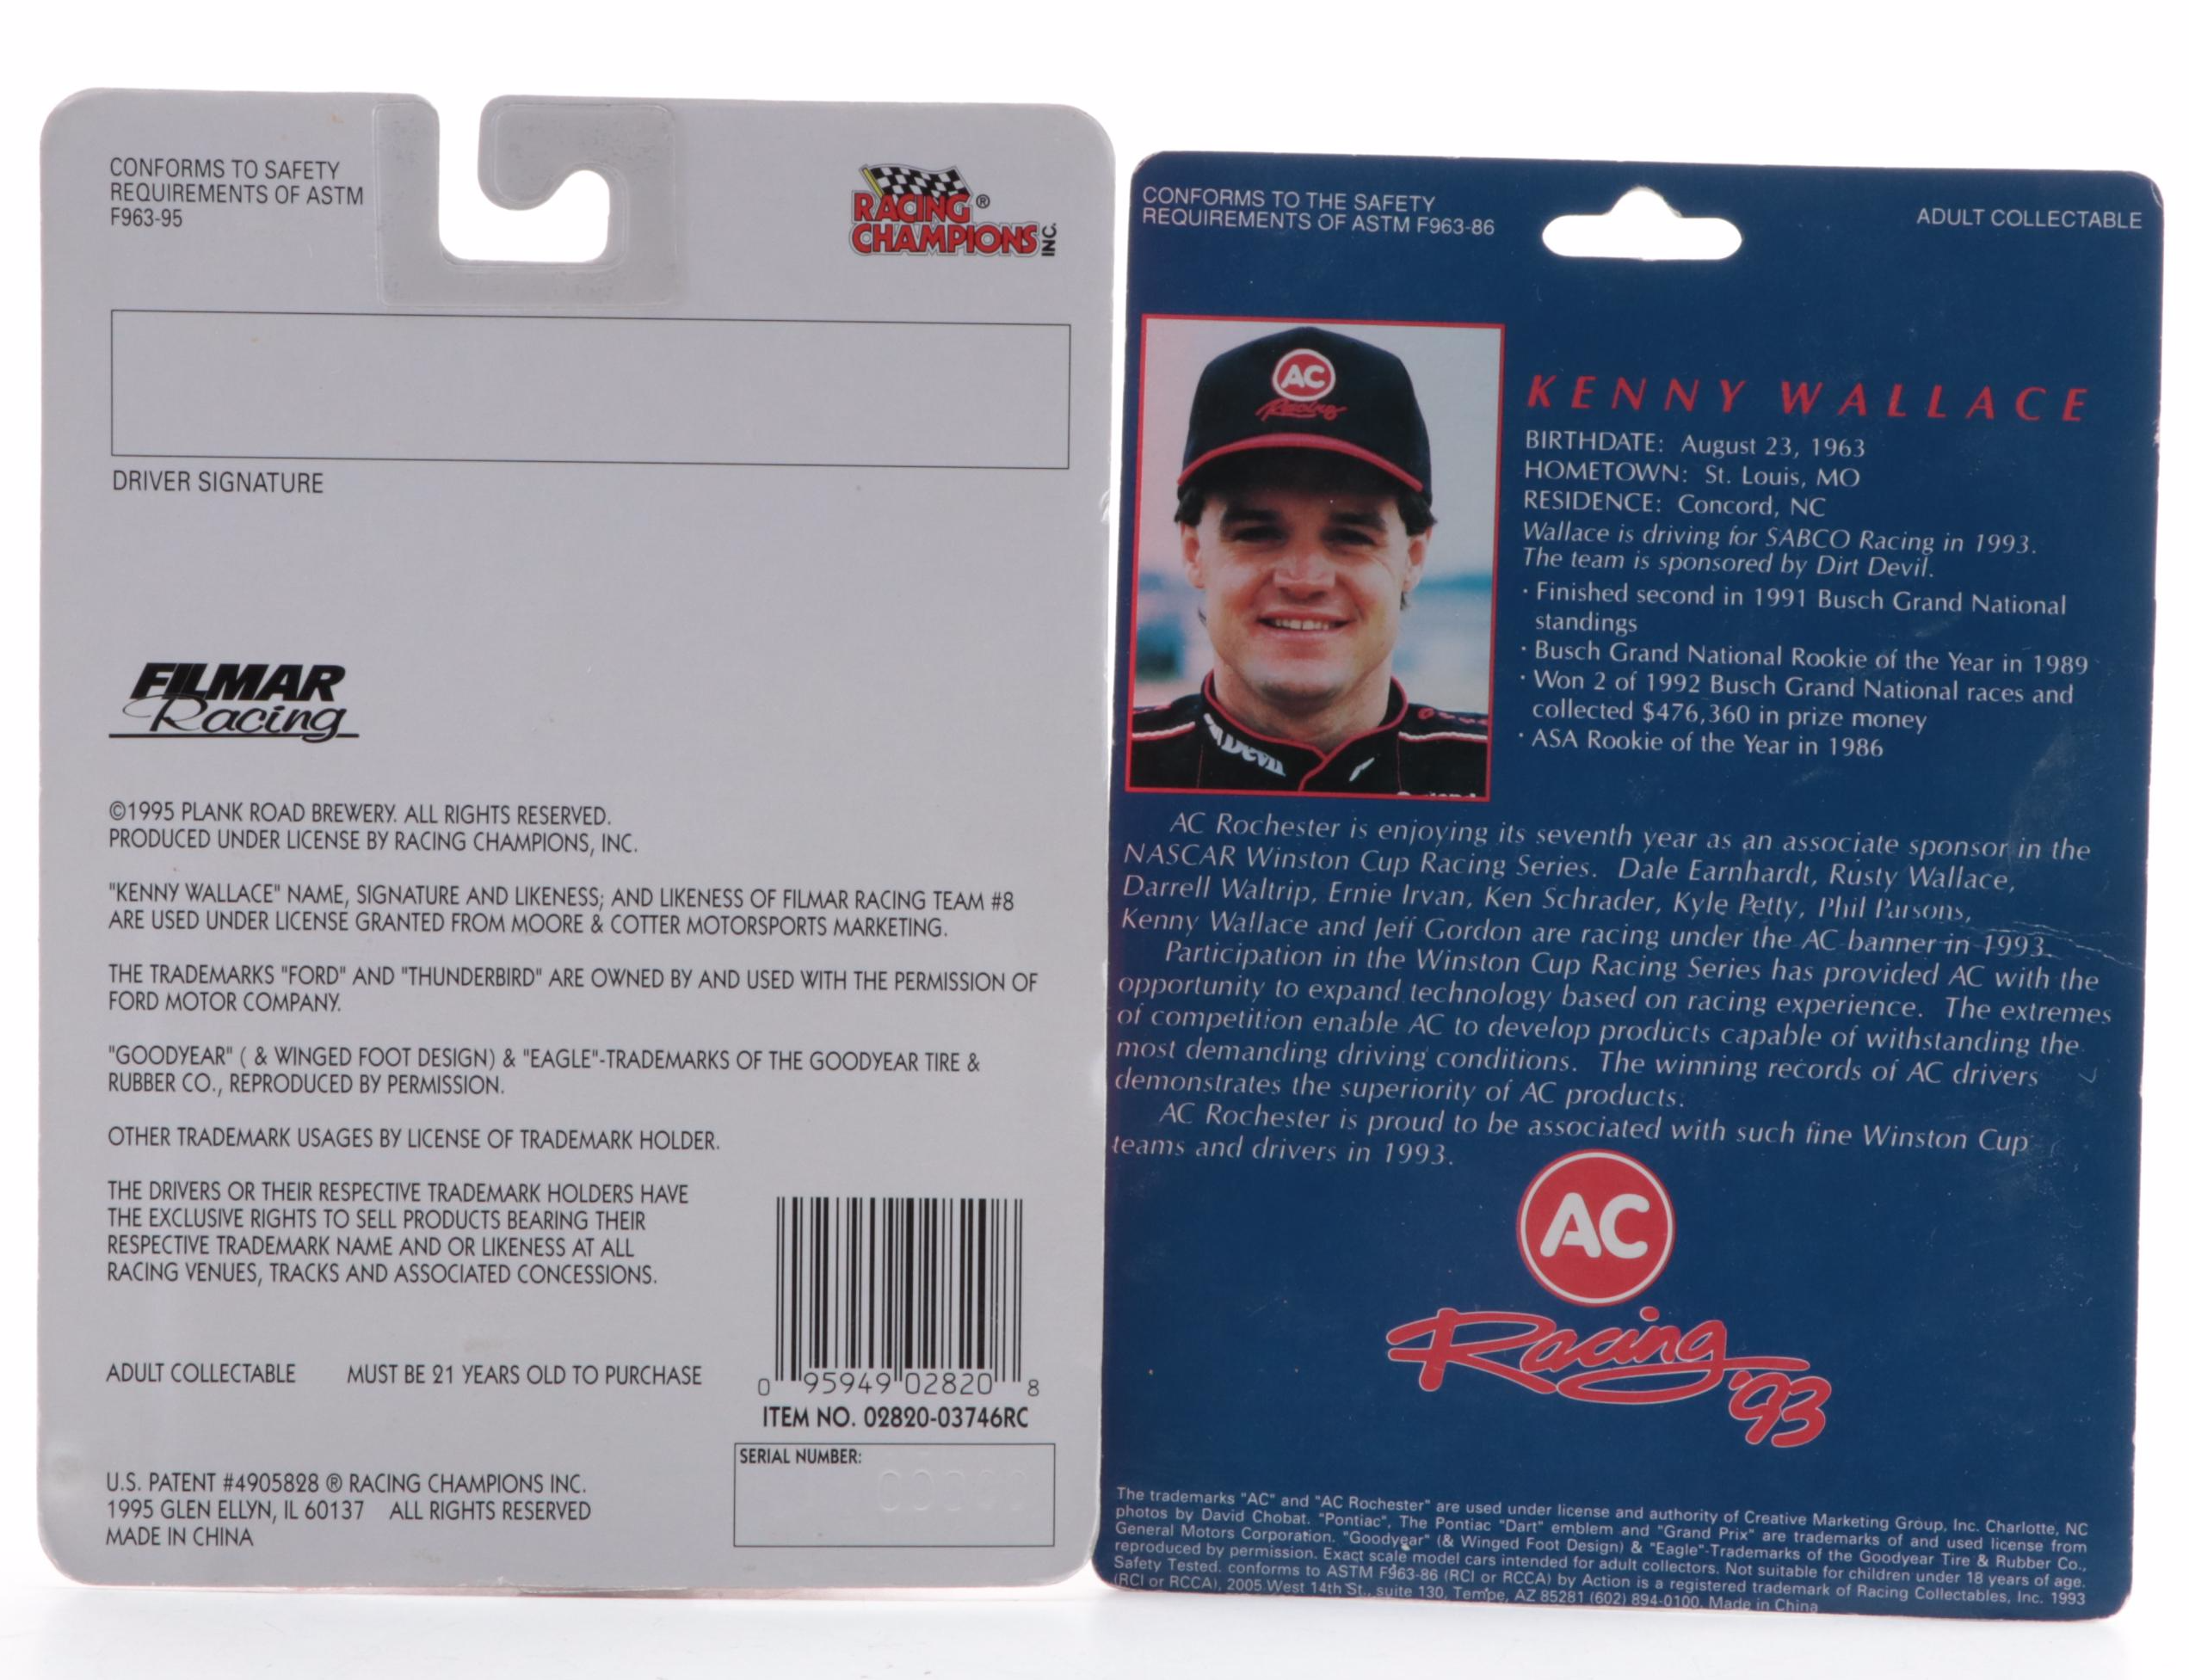 CONFORMS TO SAFETY
REQUIREMENTS OF ASTM
F963-95
RACING ®
CHAMPIONS INC.
DRIVER SIGNATURE
FILMAR
Racing
©1995 PLANK ROAD BREWERY. ALL RIGHTS RESERVED.
PRODUCED UNDER LICENSE BY RACING CHAMPIONS, INC.
"KENNY WALLACE" NAME, SIGNATURE AND LIKENESS; AND LIKENESS OF FILMAR RACING TEAM #8
ARE USED UNDER LICENSE GRANTED FROM MOORE & COTTER MOTORSPORTS MARKETING.
THE TRADEMARKS "FORD" AND "THUNDERBIRD" ARE OWNED BY AND USED WITH THE PERMISSION OF
FORD MOTOR COMPANY.
"GOODYEAR" ( & WINGED FOOT DESIGN) & "EAGLE"-TRADEMARKS OF THE GOODYEAR TIRE &
RUBBER CO., REPRODUCED BY PERMISSION.
OTHER TRADEMARK USAGES BY LICENSE OF TRADEMARK HOLDER.
THE DRIVERS OR THEIR RESPECTIVE TRADEMARK HOLDERS HAVE
THE EXCLUSIVE RIGHTS TO SELL PRODUCTS BEARING THEIR
RESPECTIVE TRADEMARK NAME AND OR LIKENESS AT ALL
RACING VENUES, TRACKS AND ASSOCIATED CONCESSIONS.
ADULT COLLECTABLE MUST BE 21 YEARS OLD TO PURCHASE
0 95949 02820 8
ITEM NO. 02820-03746RC
SERIAL NUMBER:
U.S. PATENT #4905828 ® RACING CHAMPIONS INC.
1995 GLEN ELLYN, IL 60137 ALL RIGHTS RESERVED
MADE IN CHINA
CONFORMS TO THE SAFETY
REQUIREMENTS OF ASTM F963-86
ADULT COLLECTABLE
AC
Racing
Devil
KENNY WALLACE
BIRTHDATE: August 23, 1963
HOMETOWN: St. Louis, MO
RESIDENCE: Concord, NC
Wallace is driving for SABCO Racing in 1993.
The team is sponsored by Dirt Devil.
· Finished second in 1991 Busch Grand National
standings
· Busch Grand National Rookie of the Year in 1989
· Won 2 of 1992 Busch Grand National races and
collected $476,360 in prize money
· ASA Rookie of the Year in 1986
AC Rochester is enjoying its seventh year as an associate sponsor in the
NASCAR Winston Cup Racing Series. Dale Earnhardt, Rusty Wallace,
Darrell Waltrip, Ernie Irvan, Ken Schrader, Kyle Petty, Phil Parsons,
Kenny Wallace and Jeff Gordon are racing under the AC banner in 1993.
Participation in the Winston Cup Racing Series has provided AC with the
opportunity to expand technology based on racing experience. The extremes
of competition enable AC to develop products capable of withstanding the
most demanding driving conditions. The winning records of AC drivers
demonstrates the superiority of AC products.
AC Rochester is proud to be associated with such fine Winston Cup
teams and drivers in 1993.
AC
Racing '93
The trademarks "AC" and "AC Rochester" are used under license and authority of Creative Marketing Group, Inc. Charlotte, NC
photos by David Chobat. "Pontiac", The Pontiac "Dart" emblem and "Grand Prix" are trademarks of and used license from
General Motors Corporation. "Goodyear" (& Winged Foot Design) & "Eagle"-Trademarks of the Goodyear Tire & Rubber Co.,
reproduced by permission. Exact scale model cars intended for adult collectors. Not suitable for children under 18 years of age.
Safety Tested. conforms to ASTM F963-86 (RCI or RCCA) by Action is a registered trademark of Racing Collectables, Inc. 1993
(RCI or RCCA), 2005 West 14th St., suite 130, Tempe, AZ 85281 (602) 894-0100. Made in China